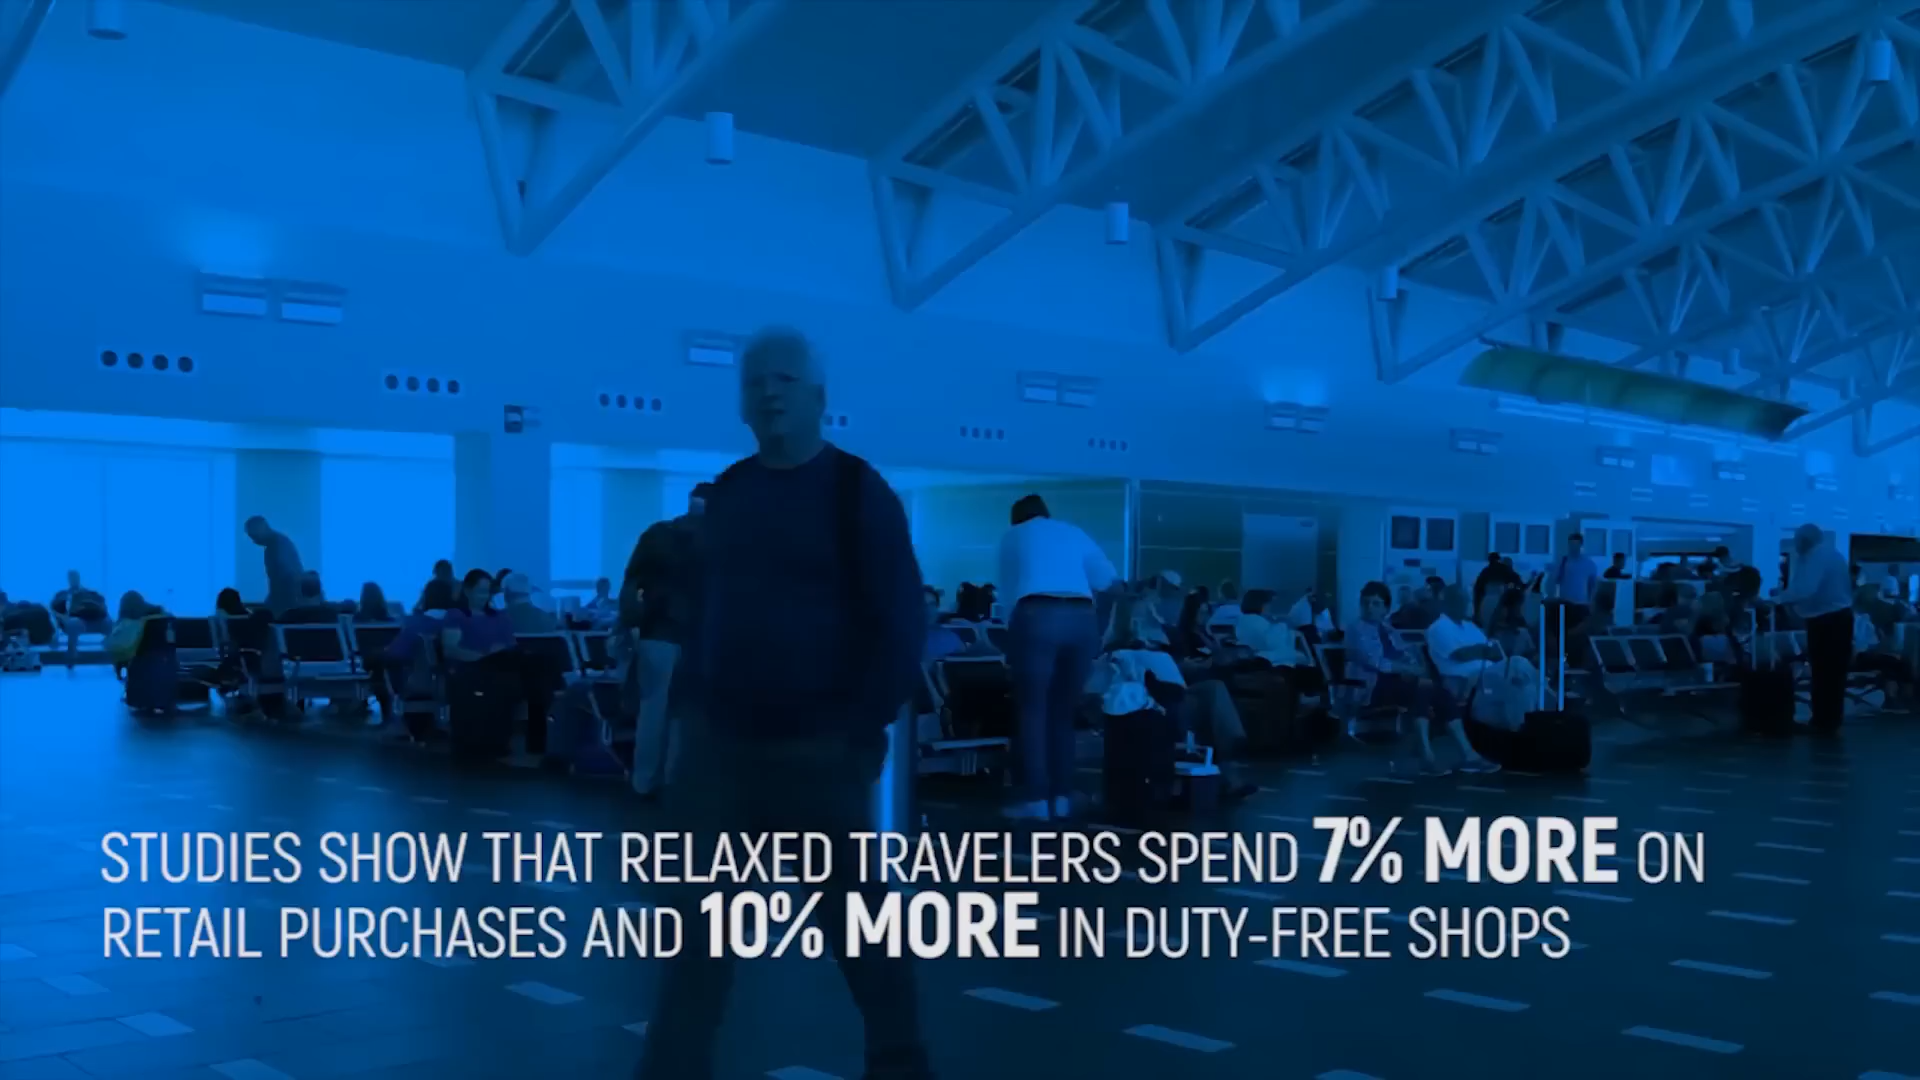 STUDIES SHOW THAT RELAXED TRAVELERS SPEND 7% MORE ON
RETAIL PURCHASES AND 10% MORE IN DUTY-FREE SHOPS